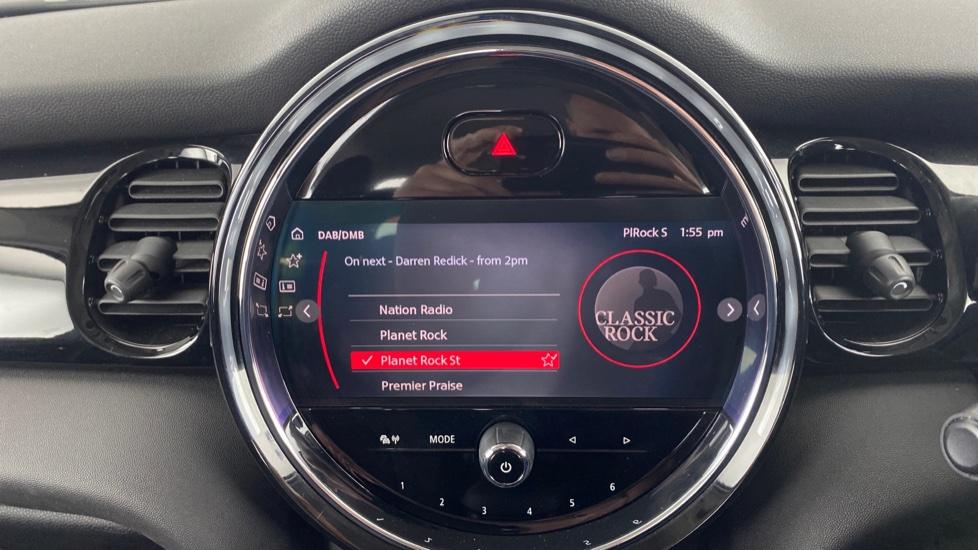 DAB/DMB
PlRock S 1:55 pm
On next - Darren Redick - from 2pm
Nation Radio
Planet Rock
Planet Rock St
Premier Praise
CLASSIC
ROCK
MODE
1
2
3
4
5
6